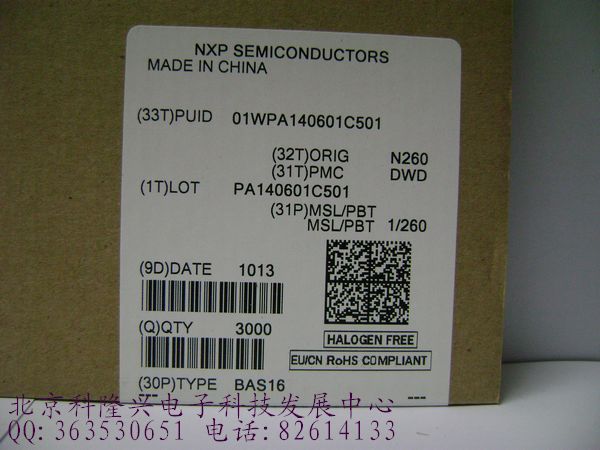 NXP SEMICONDUCTORS
MADE IN CHINA
(33T)PUID 01WPA140601C501
(32T)ORIG N260
(31T)PMC DWD
(1T)LOT PA140601C501
(31P)MSL/PBT
MSL/PBT 1/260
(9D)DATE 1013
(Q)QTY 3000
HALOGEN FREE
EU/CN RoHS COMPLIANT
(30P)TYPE BAS16
北京科隆兴电子科技发展中心
QQ:363530651 电话:82614133